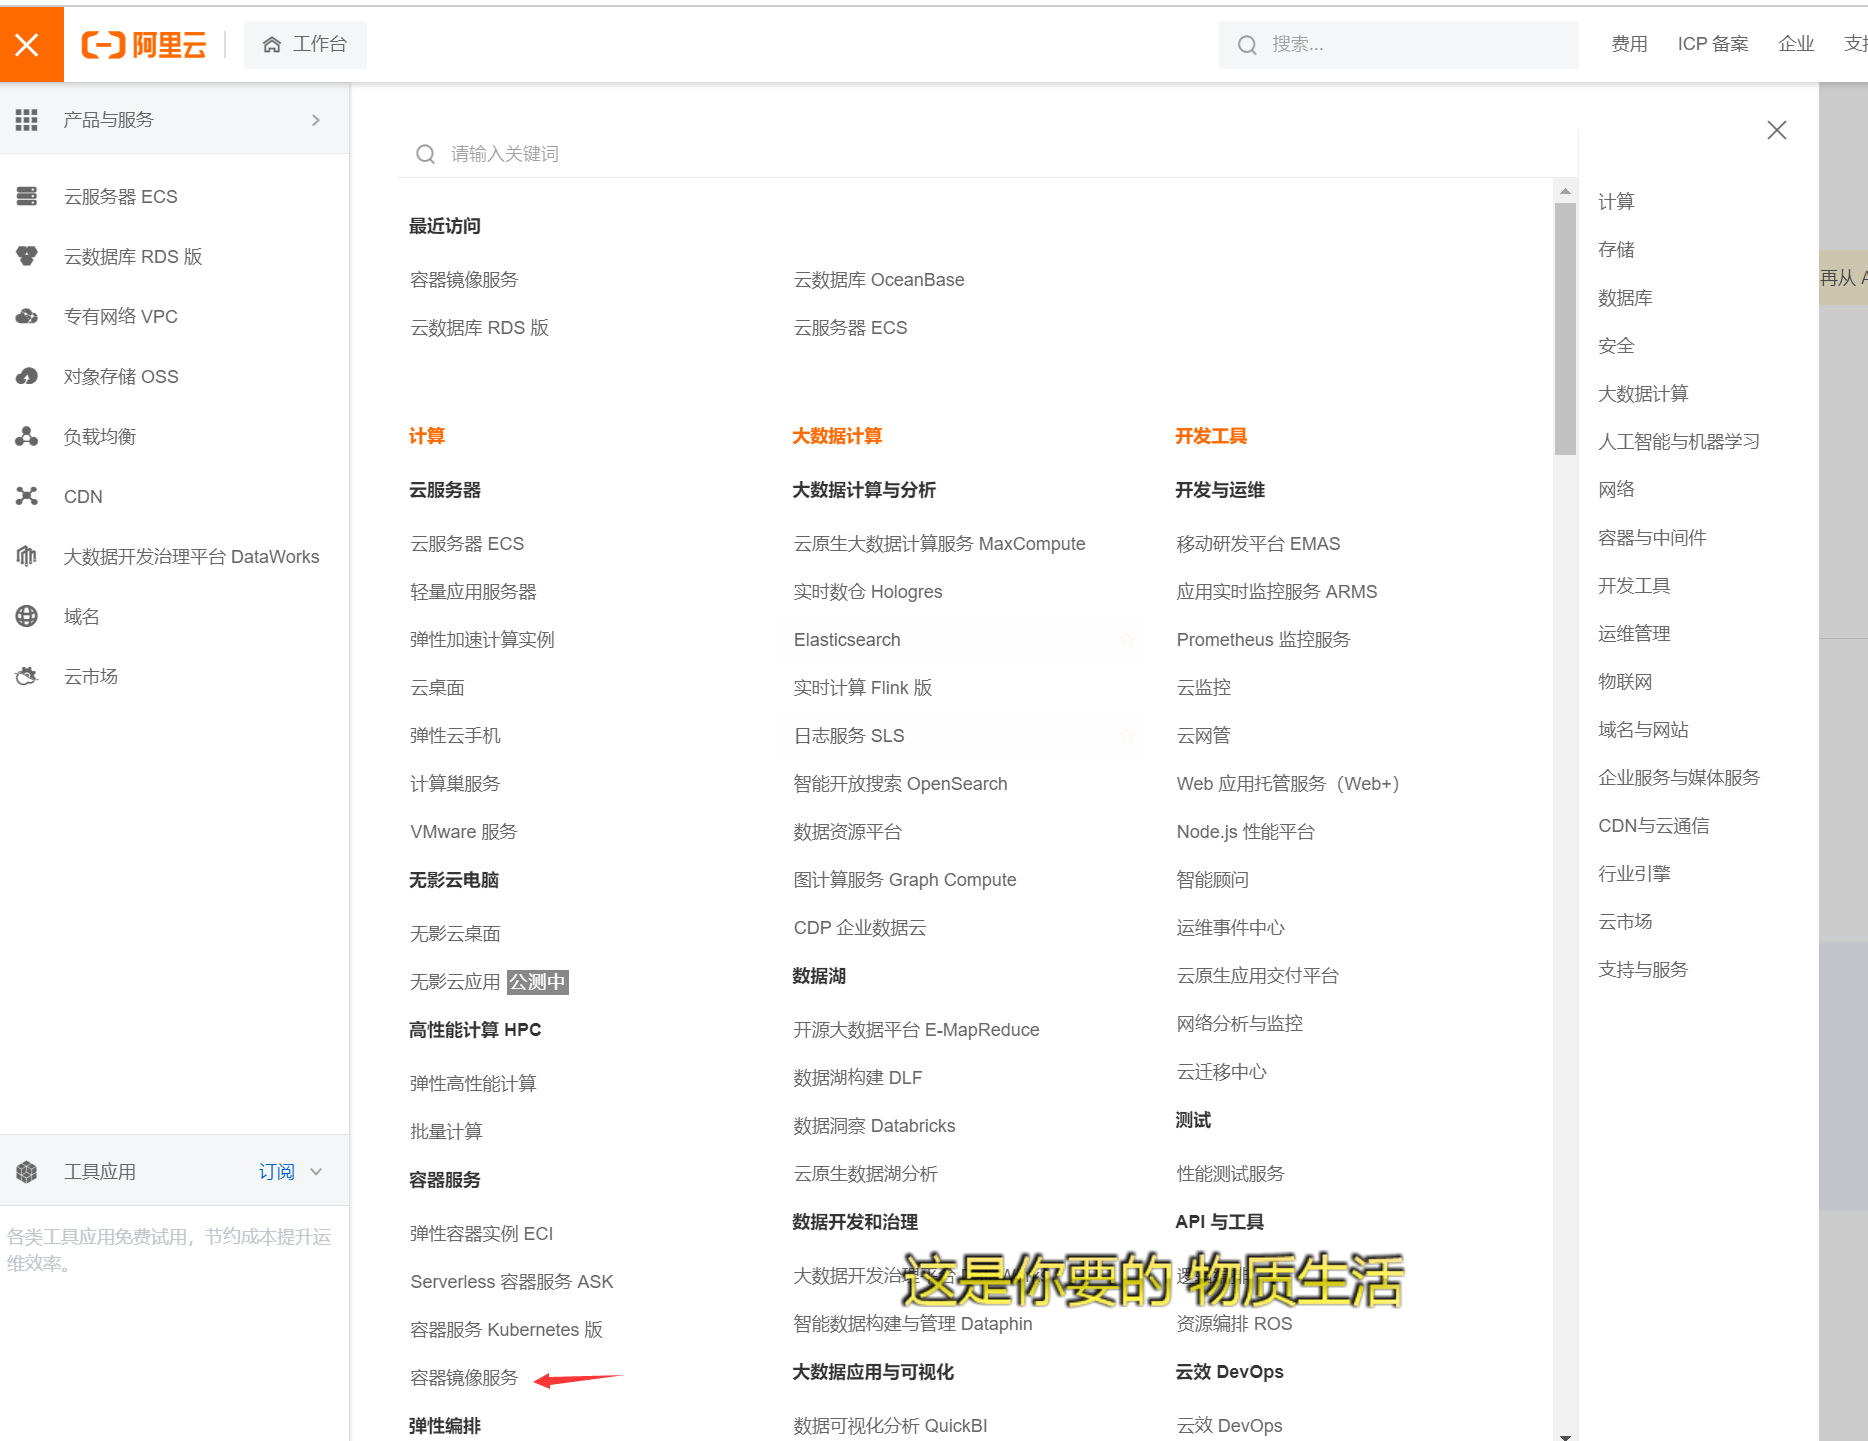 阿里云
工作台
搜索...
费用
ICP 备案
企业
产品与服务
云服务器 ECS
云数据库 RDS 版
专有网络 VPC
对象存储 OSS
负载均衡
CDN
大数据开发治理平台 DataWorks
域名
云市场
工具应用
订阅
各类工具应用免费试用，节约成本提升运
维效率。
请输入关键词
最近访问
容器镜像服务
云数据库 OceanBase
云数据库 RDS 版
云服务器 ECS
计算
云服务器
云服务器 ECS
轻量应用服务器
弹性加速计算实例
云桌面
弹性云手机
计算巢服务
VMware 服务
无影云电脑
无影云桌面
无影云应用 公测中
高性能计算 HPC
弹性高性能计算
批量计算
容器服务
弹性容器实例 ECI
Serverless 容器服务 ASK
容器服务 Kubernetes 版
容器镜像服务
弹性编排
大数据计算
大数据计算与分析
云原生大数据计算服务 MaxCompute
实时数仓 Hologres
Elasticsearch
实时计算 Flink 版
日志服务 SLS
智能开放搜索 OpenSearch
数据资源平台
图计算服务 Graph Compute
CDP 企业数据云
数据湖
开源大数据平台 E-MapReduce
数据湖构建 DLF
数据洞察 Databricks
云原生数据湖分析
数据开发和治理
大数据开发治理平台
智能数据构建与管理 Dataphin
大数据应用与可视化
数据可视化分析 QuickBI
开发工具
开发与运维
移动研发平台 EMAS
应用实时监控服务 ARMS
Prometheus 监控服务
云监控
云网管
Web 应用托管服务（Web+）
Node.js 性能平台
智能顾问
运维事件中心
云原生应用交付平台
网络分析与监控
云迁移中心
测试
性能测试服务
API 与工具
这是你要的 物质生活
资源编排 ROS
云效 DevOps
云效 DevOps
计算
存储
数据库
安全
大数据计算
人工智能与机器学习
网络
容器与中间件
开发工具
运维管理
物联网
域名与网站
企业服务与媒体服务
CDN与云通信
行业引擎
云市场
支持与服务
再从